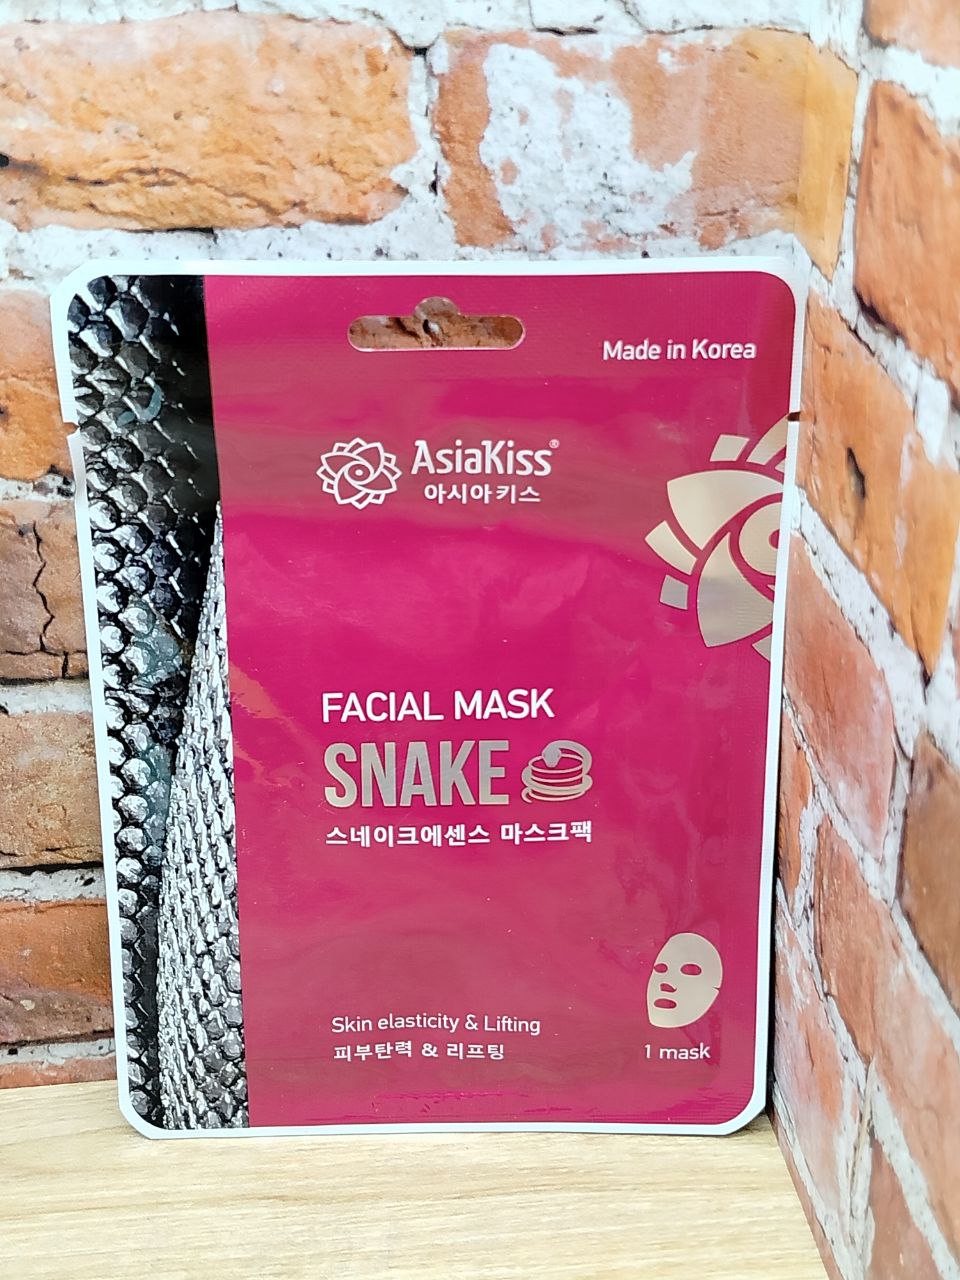 Made in Korea
AsiaKiss®
아시아키스
FACIAL MASK
SNAKE
스네이크에센스 마스크팩
Skin elasticity & Lifting
피부탄력 & 리프팅
1 mask